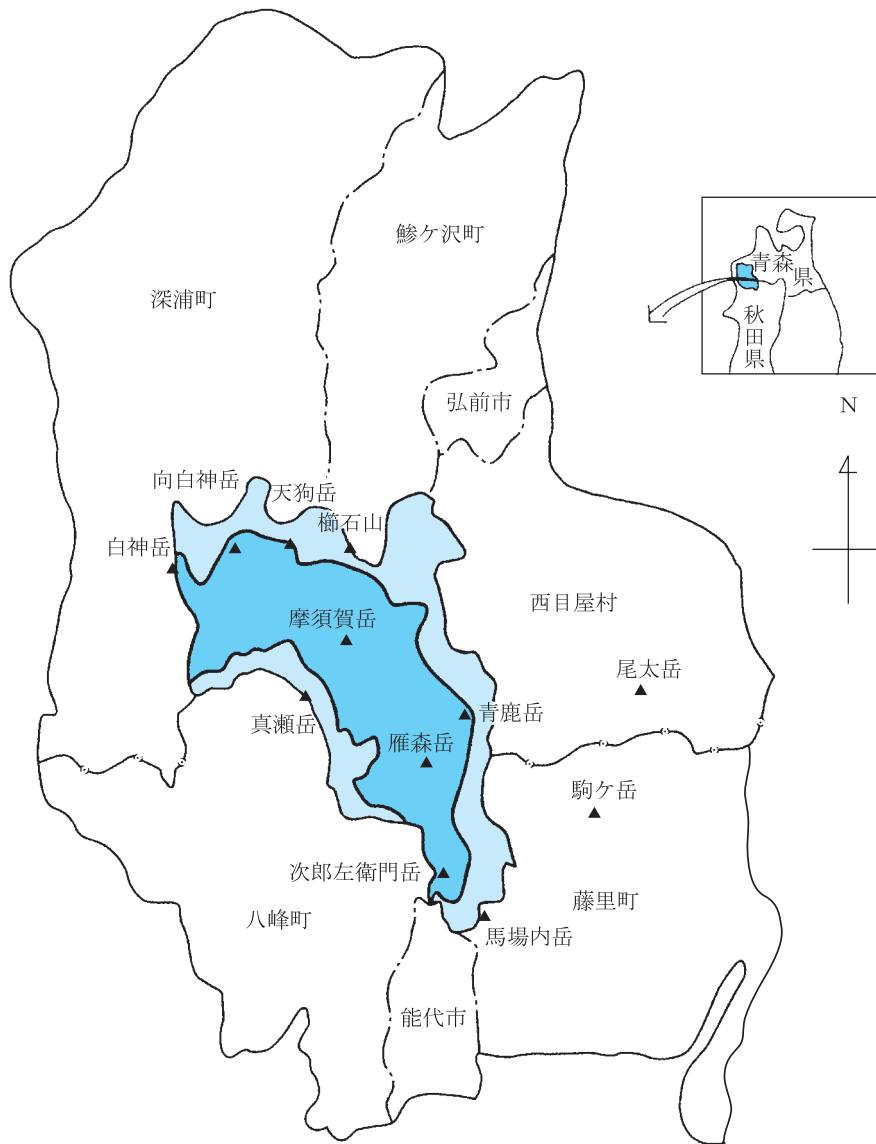 鰺ケ沢町
深浦町
青森
県
秋
田
県
弘前市
N
向白神岳
天狗岳
櫛石山
白神岳
西目屋村
摩須賀岳
尾太岳
青鹿岳
真瀬岳
雁森岳
駒ケ岳
次郎左衛門岳
八峰町
藤里町
馬場内岳
能代市